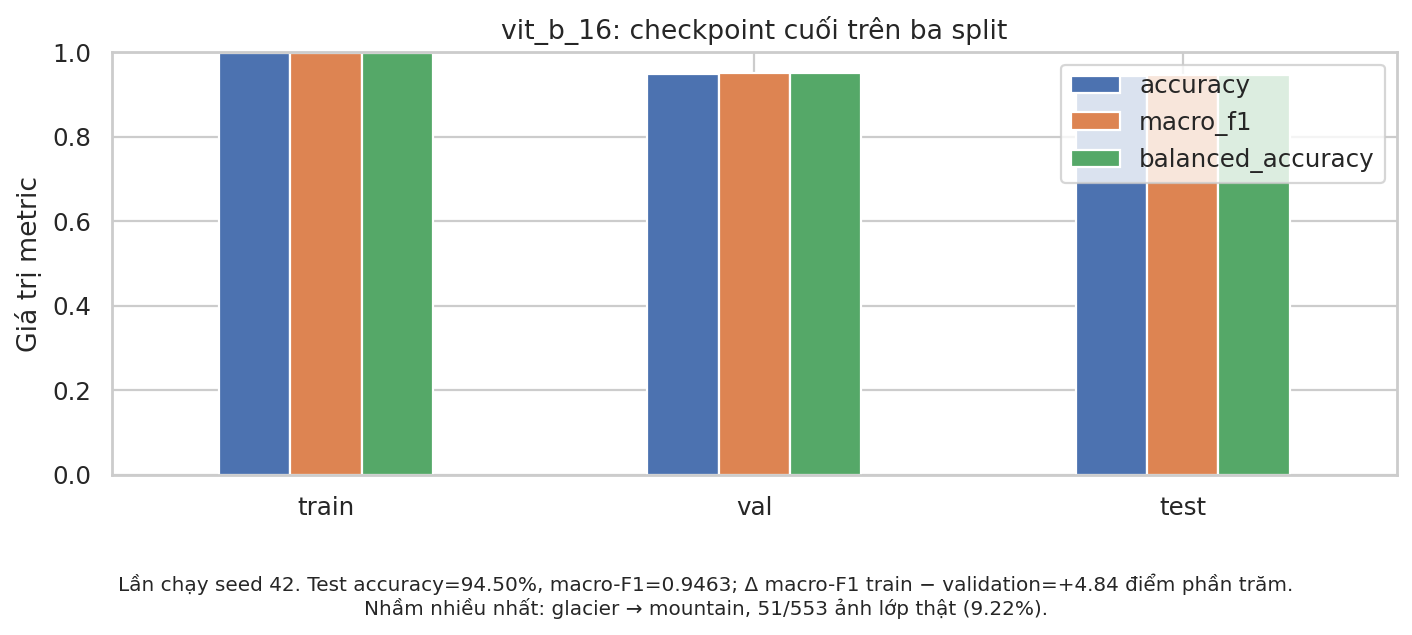 vit_b_16: checkpoint cuối trên ba split
accuracy
macro_f1
balanced_accuracy
Giá trị metric
1.0
0.8
0.6
0.4
0.2
0.0
train
val
test
Lần chạy seed 42. Test accuracy=94.50%, macro-F1=0.9463; Δ macro-F1 train − validation=+4.84 điểm phần trăm.
Nhầm nhiều nhất: glacier → mountain, 51/553 ảnh lớp thật (9.22%).